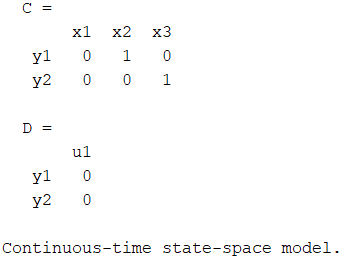 C =
x1 x2 x3
y1 0 1 0
y2 0 0 1
D =
u1
y1 0
y2 0
Continuous-time state-space model.